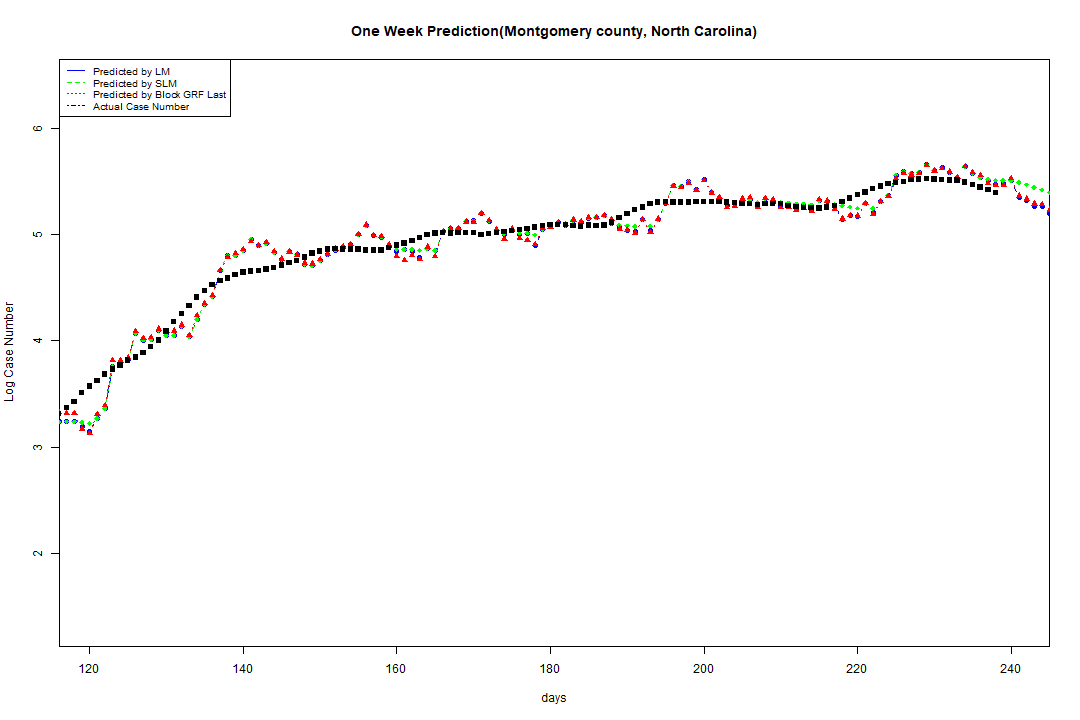 One Week Prediction(Montgomery county, North Carolina)
Predicted by LM
Predicted by SLM
Predicted by Block GRF Last
Actual Case Number
6
5
4
3
2
Log Case Number
120 140 160 180 200 220 240
days